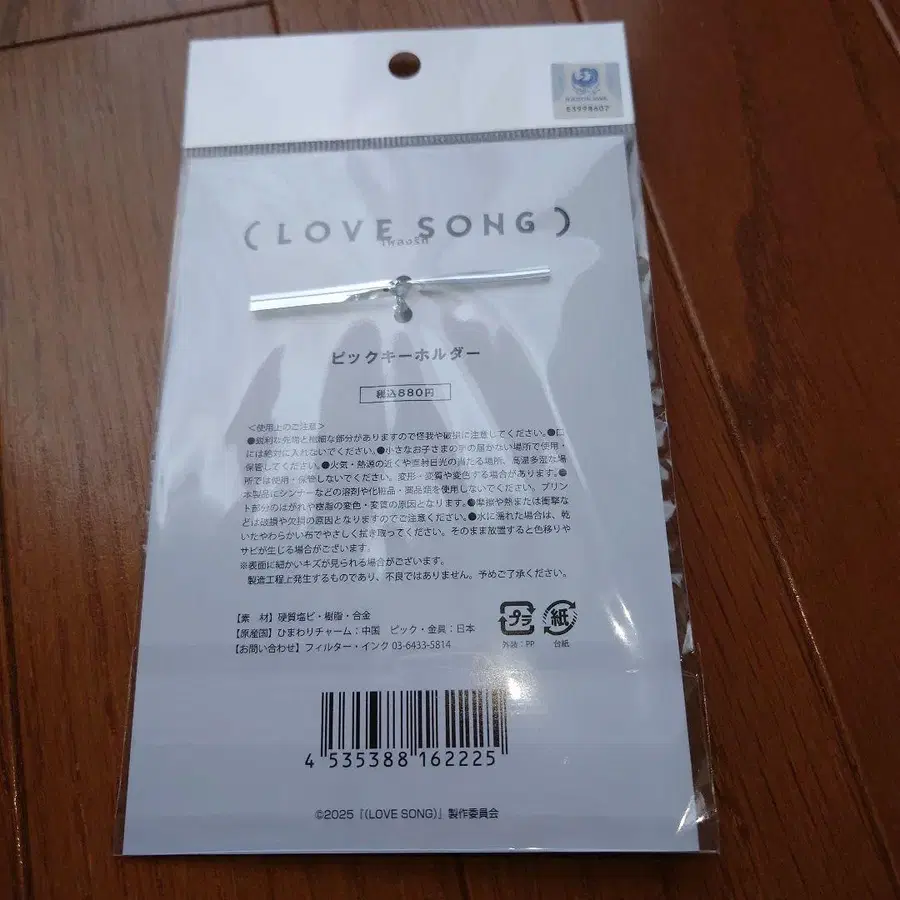 63998607
( LOVE SONG )
ピックキーホルダー
税込880円
<使用上のご注意>
●鋭利な先端と微細な部分がありますので怪我や破損に注意してください。●口
には絶対に入れないでください。●小さなお子さまの手の届かない場所で使用・
保管してください。●火気・熱源の近くや直射日光の当たる場所、高温多湿な場
所では使用・保管しないでください。変形・変質や変色する場合があります。●
本製品にシンナーなどの溶剤や化粧品・薬品類を使用しないでください。プリン
ト部分のはがれや樹脂の変色・変質の原因となります。●摩擦や熱または衝撃な
どは破損や欠損の原因となりますのでご注意ください。●水に濡れた場合は、乾
いたやわらかい布でやさしく拭き取ってください。そのまま放置すると色移りや
サビが生じる場合がございます。
※表面に細かいキズが見られる場合がございます。
製造工程上発生するものであり、不良ではありません。予めご了承ください。
【素　材】硬質塩ビ・樹脂・合金
【原産国】ひまわりチャーム：中国　ピック・金具：日本
【お問い合わせ】フィルター・インク 03-6433-5814
プラ
外装：PP
紙
台紙
4 535388 162225
©2025『(LOVE SONG)』製作委員会